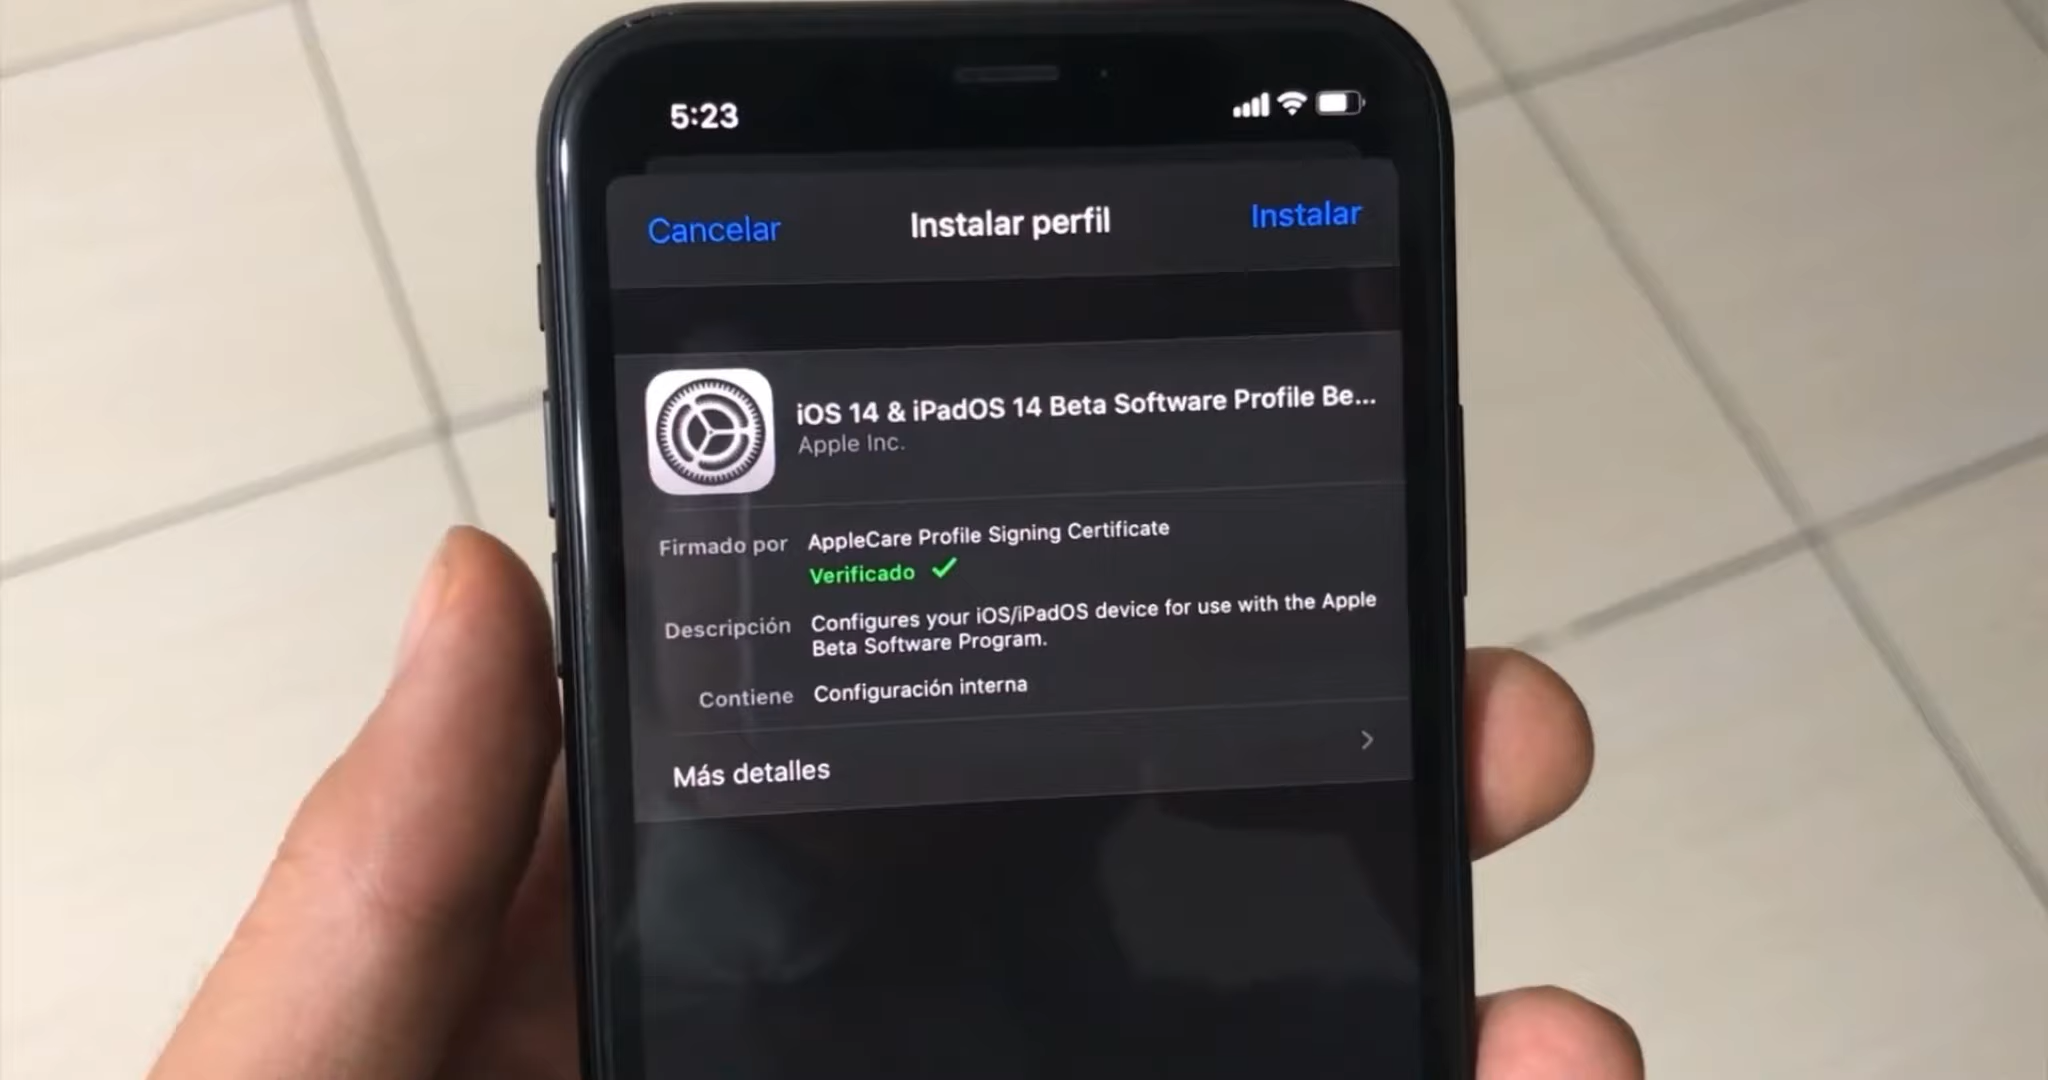 5:23
Cancelar Instalar perfil Instalar
iOS 14 & iPadOS 14 Beta Software Profile Be...
Apple Inc.
Firmado por AppleCare Profile Signing Certificate
Verificado
Descripción Configures your iOS/iPadOS device for use with the Apple
Beta Software Program.
Contiene Configuración interna
Más detalles